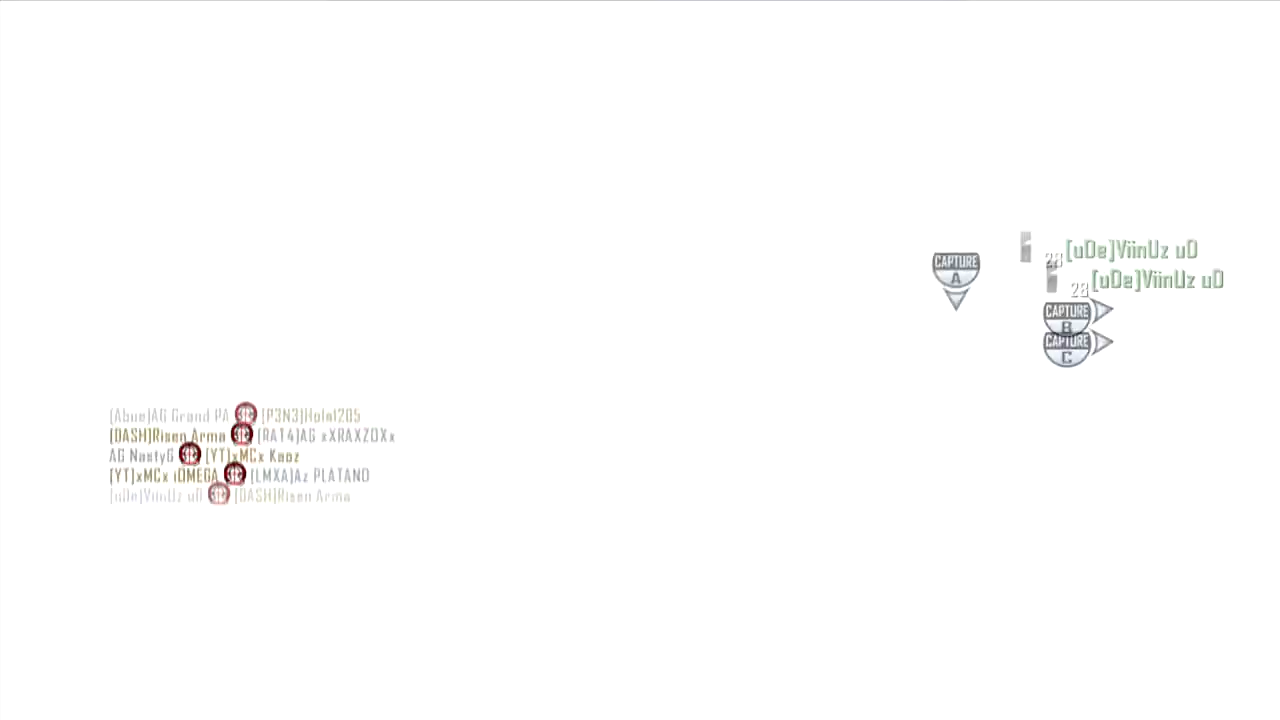 28 [uDe]ViinUz uD
CAPTURE
A
28 [uDe]ViinUz uD
CAPTURE
B
CAPTURE
C
[Abue]AG Grand PA [P3N3]Hola1205
[DASH]Risen Arma [RAT4]AG xXRAXZOXx
AG NastyG [YT]xMCx Kaoz
[YT]xMCx iOMEGA [LMXA]Az PLATANO
[uDe]ViinUz uD [DASH]Risen Arma